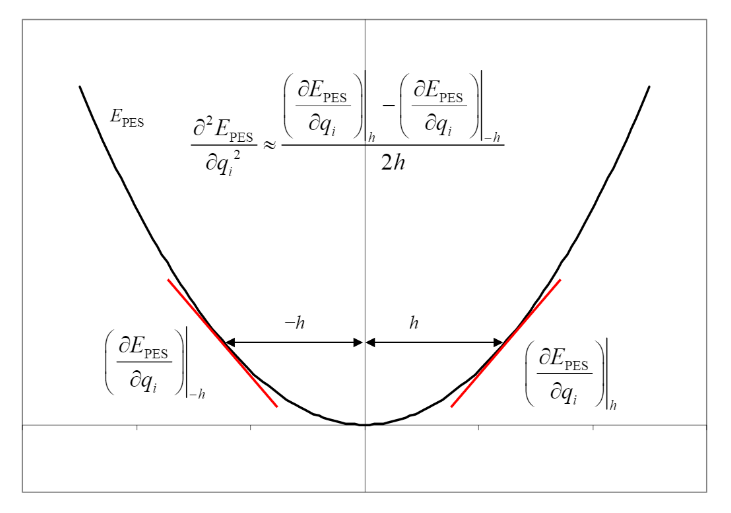 E_PES
∂²E_PES / ∂q_i² ≈ ( (∂E_PES / ∂q_i)|_h − (∂E_PES / ∂q_i)|_−h ) / 2h
−h
h
(∂E_PES / ∂q_i)|_−h
(∂E_PES / ∂q_i)|_h